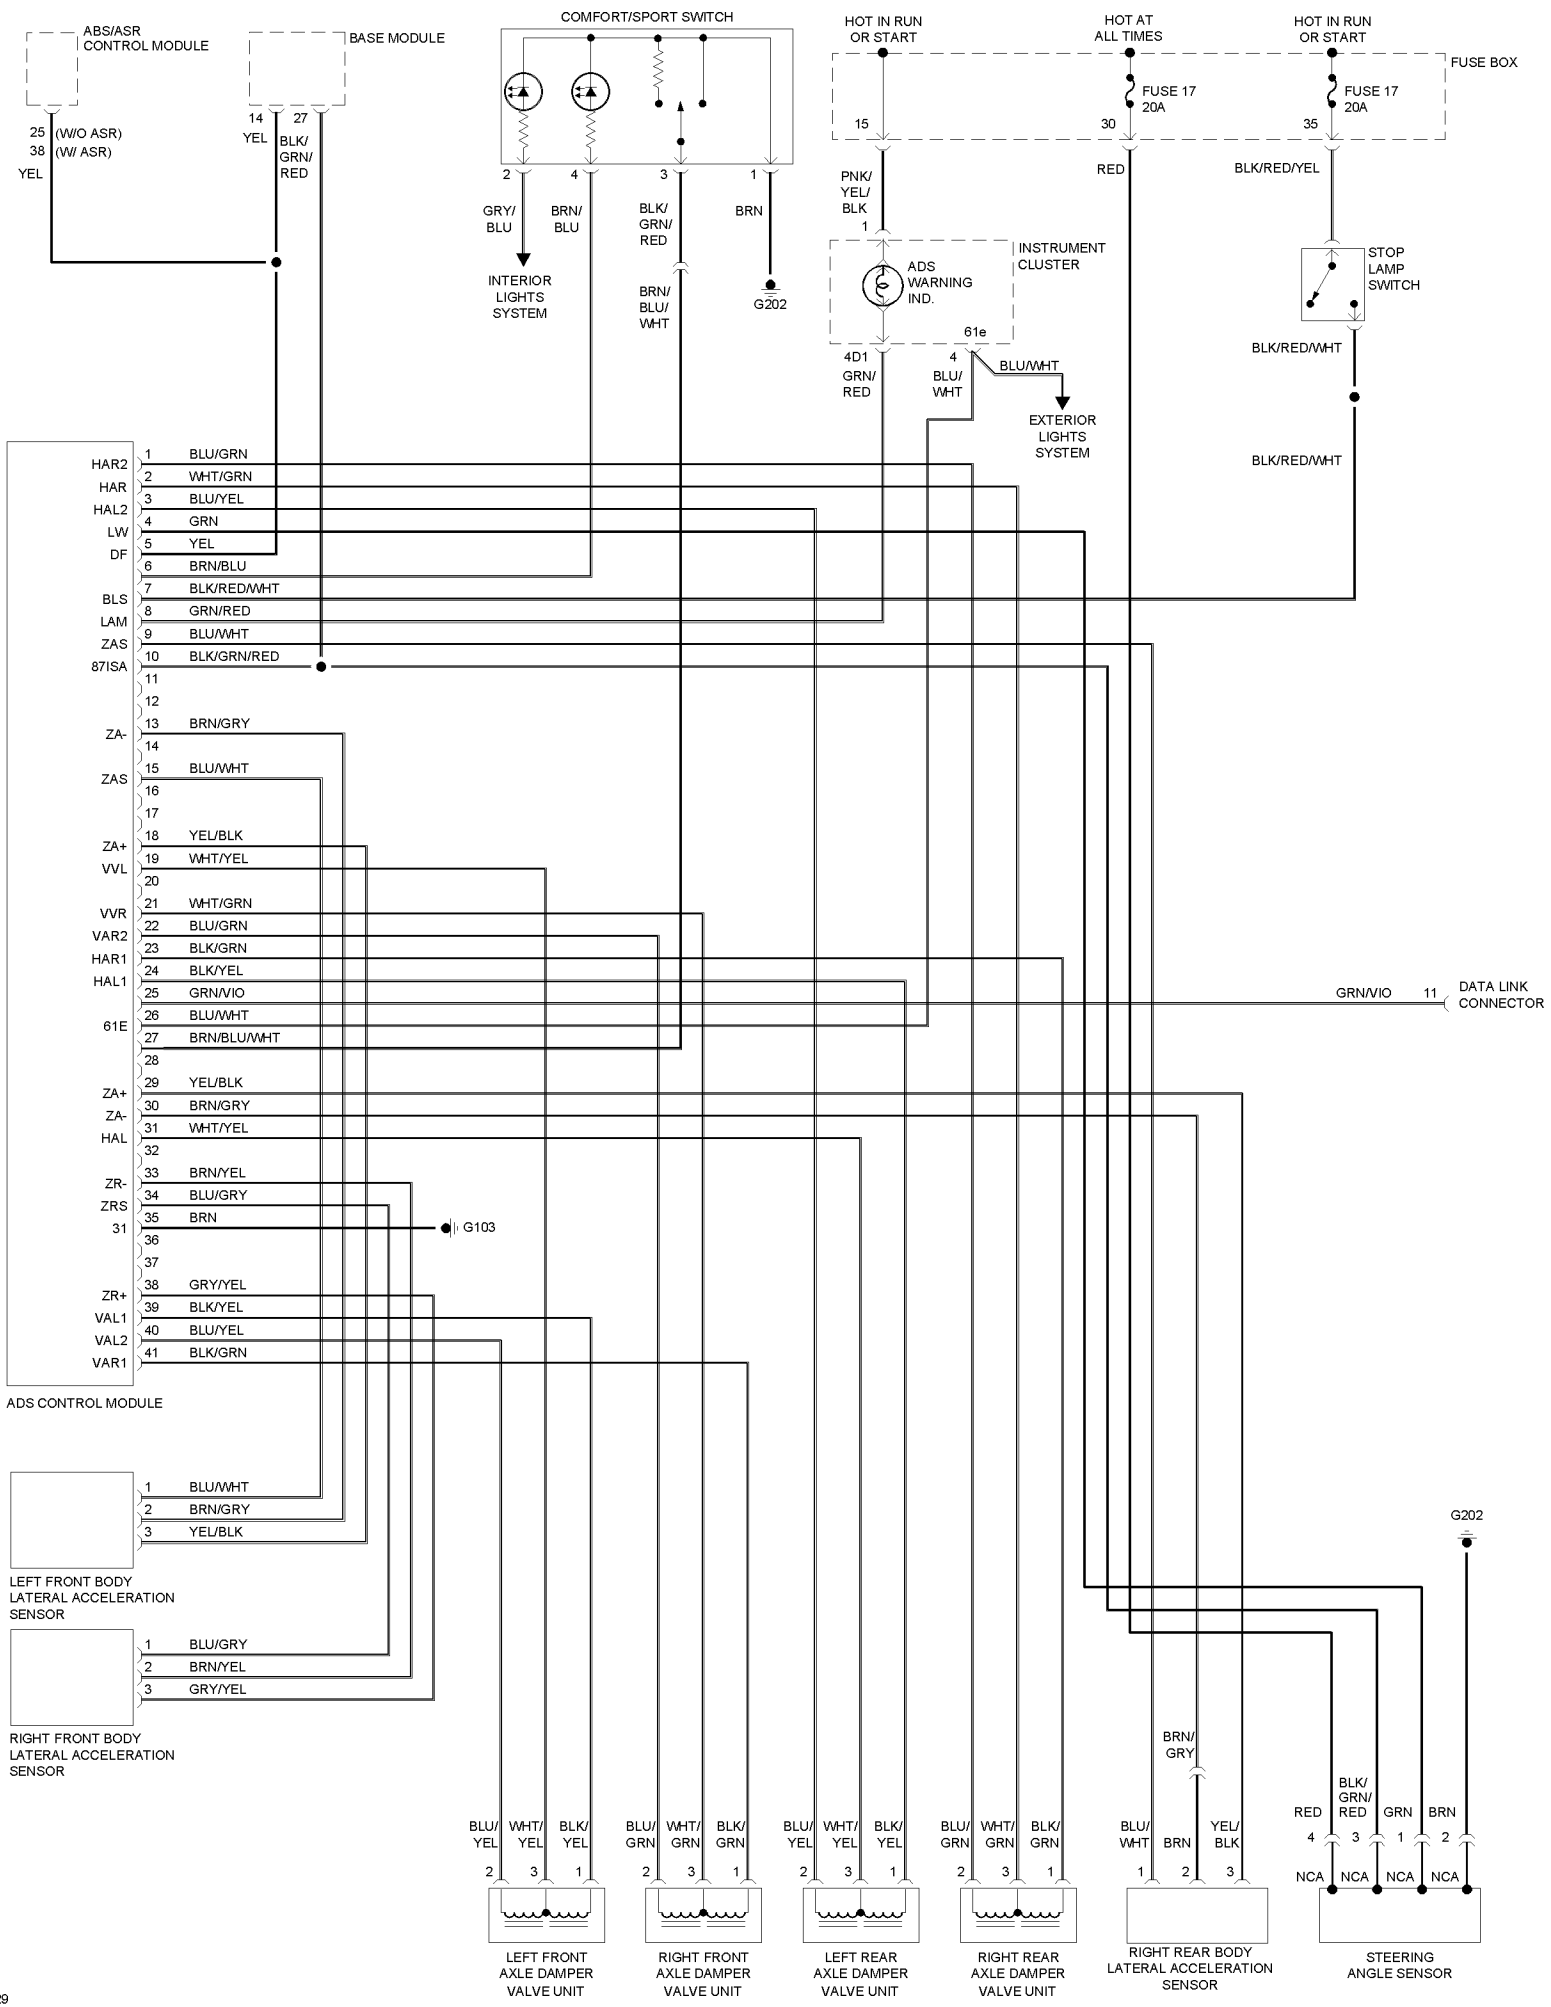 ABS/ASR
CONTROL MODULE
BASE MODULE
COMFORT/SPORT SWITCH
HOT IN RUN
OR START
HOT AT
ALL TIMES
HOT IN RUN
OR START
FUSE BOX
FUSE 17
20A
FUSE 17
20A
25 (W/O ASR)
38 (W/ ASR)
YEL
14
27
YEL
BLK/
GRN/
RED
2
4
3
1
GRY/
BLU
BRN/
BLU
BLK/
GRN/
RED
BRN
15
30
35
PNK/
YEL/
BLK
1
RED
BLK/RED/YEL
INTERIOR
LIGHTS
SYSTEM
BRN/
BLU/
WHT
G202
INSTRUMENT
CLUSTER
ADS
WARNING
IND.
61e
STOP
LAMP
SWITCH
4D1
GRN/
RED
4
BLU/
WHT
BLU/WHT
EXTERIOR
LIGHTS
SYSTEM
BLK/RED/WHT
BLK/RED/WHT
HAR2 1 BLU/GRN
HAR 2 WHT/GRN
HAL2 3 BLU/YEL
LW 4 GRN
DF 5 YEL
6 BRN/BLU
BLS 7 BLK/RED/WHT
LAM 8 GRN/RED
ZAS 9 BLU/WHT
87ISA 10 BLK/GRN/RED
11
12
ZA- 13 BRN/GRY
14
ZAS 15 BLU/WHT
16
17
ZA+ 18 YEL/BLK
VVL 19 WHT/YEL
20
VVR 21 WHT/GRN
VAR2 22 BLU/GRN
HAR1 23 BLK/GRN
HAL1 24 BLK/YEL
25 GRN/VIO
GRN/VIO 11
DATA LINK
CONNECTOR
61E 26 BLU/WHT
27 BRN/BLU/WHT
28
ZA+ 29 YEL/BLK
ZA- 30 BRN/GRY
HAL 31 WHT/YEL
32
ZR- 33 BRN/YEL
ZRS 34 BLU/GRY
31 35 BRN
G103
36
37
ZR+ 38 GRY/YEL
VAL1 39 BLK/YEL
VAL2 40 BLU/YEL
VAR1 41 BLK/GRN
ADS CONTROL MODULE
1 BLU/WHT
2 BRN/GRY
3 YEL/BLK
LEFT FRONT BODY
LATERAL ACCELERATION
SENSOR
1 BLU/GRY
2 BRN/YEL
3 GRY/YEL
RIGHT FRONT BODY
LATERAL ACCELERATION
SENSOR
G202
BLU/
YEL
2
WHT/
YEL
3
BLK/
YEL
1
LEFT FRONT
AXLE DAMPER
VALVE UNIT
BLU/
GRN
2
WHT/
GRN
3
BLK/
GRN
1
RIGHT FRONT
AXLE DAMPER
VALVE UNIT
BLU/
YEL
2
WHT/
YEL
3
BLK/
YEL
1
LEFT REAR
AXLE DAMPER
VALVE UNIT
BLU/
GRN
2
WHT/
GRN
3
BLK/
GRN
1
RIGHT REAR
AXLE DAMPER
VALVE UNIT
BRN/
GRY
BLU/
WHT
1
BRN
2
YEL/
BLK
3
RIGHT REAR BODY
LATERAL ACCELERATION
SENSOR
RED
4
BLK/
GRN/
RED
3
GRN
1
BRN
2
NCA
NCA
NCA
NCA
STEERING
ANGLE SENSOR
29